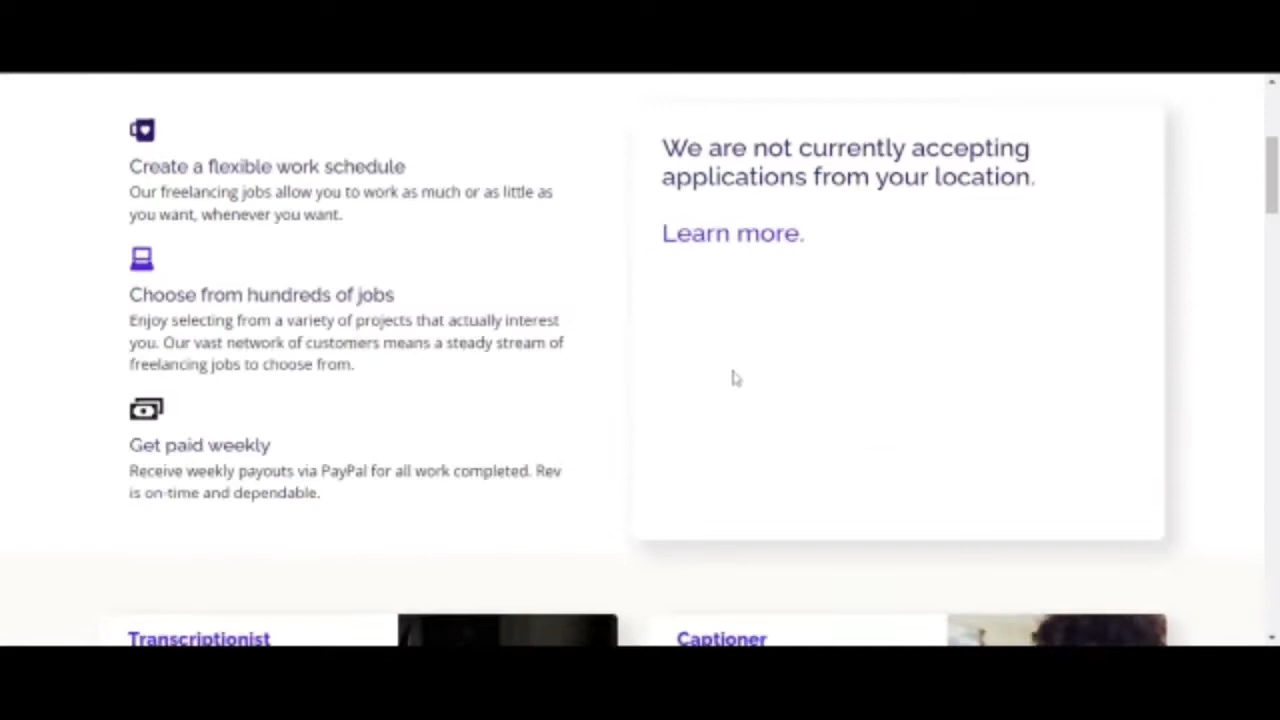 Create a flexible work schedule
Our freelancing jobs allow you to work as much or as little as
you want, whenever you want.
Choose from hundreds of jobs
Enjoy selecting from a variety of projects that actually interest
you. Our vast network of customers means a steady stream of
freelancing jobs to choose from.
Get paid weekly
Receive weekly payouts via PayPal for all work completed. Rev
is on-time and dependable.
We are not currently accepting
applications from your location.
Learn more.
Transcriptionist
Captioner